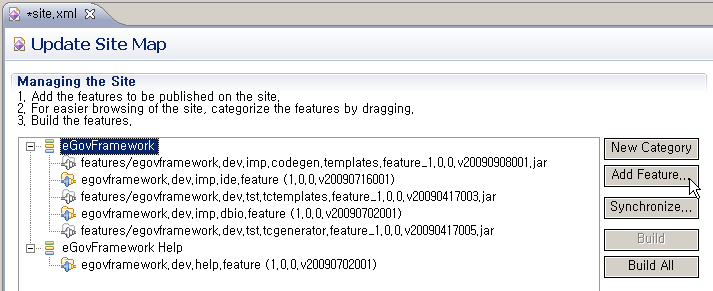 *site.xml
Update Site Map
Managing the Site
1. Add the features to be published on the site.
2. For easier browsing of the site, categorize the features by dragging.
3. Build the features.
eGovFramework
features/egovframework.dev.imp.codegen.templates.feature_1.0.0.v20090908001.jar
egovframework.dev.imp.ide.feature (1.0.0.v20090716001)
features/egovframework.dev.tst.tctemplates.feature_1.0.0.v20090417003.jar
egovframework.dev.imp.dbio.feature (1.0.0.v20090702001)
features/egovframework.dev.tst.tcgenerator.feature_1.0.0.v20090417005.jar
eGovFramework Help
egovframework.dev.help.feature (1.0.0.v20090702001)
New Category
Add Feature...
Synchronize...
Build
Build All